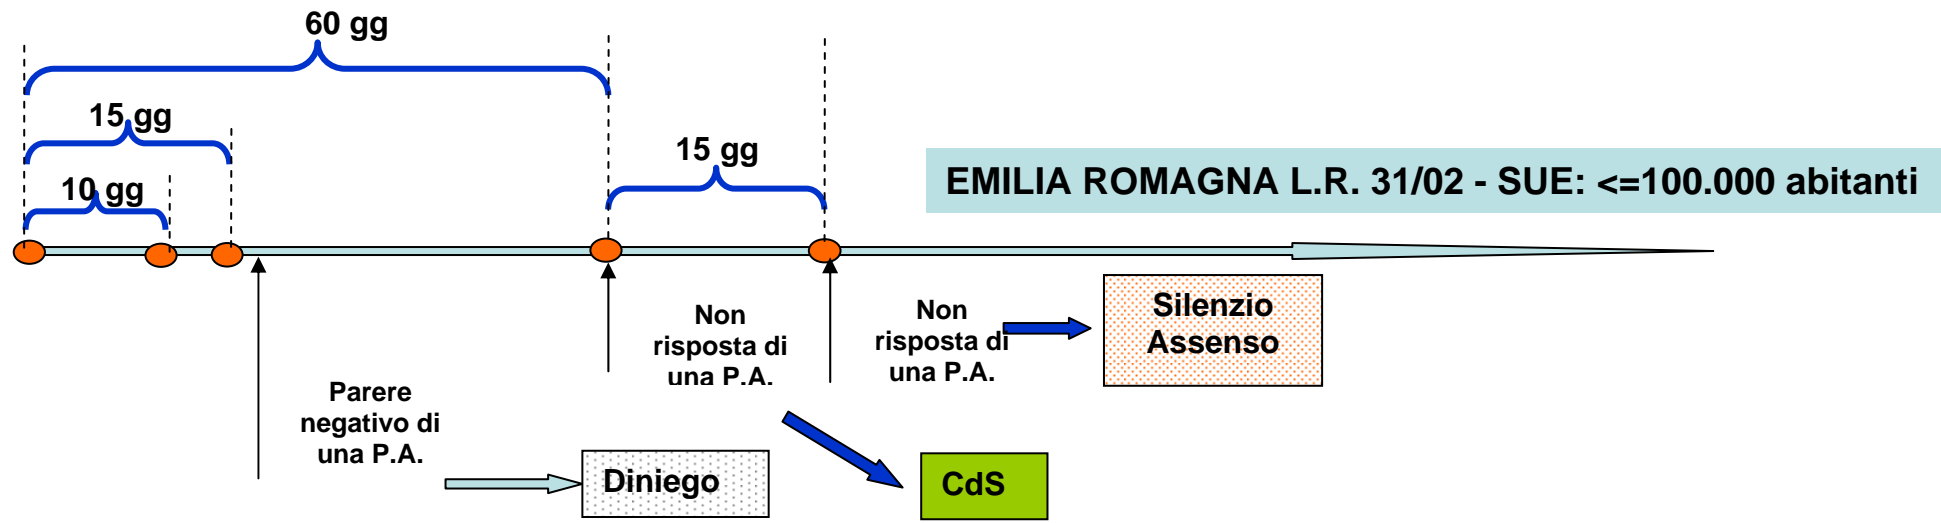 60 gg
15 gg
10 gg
15 gg
EMILIA ROMAGNA L.R. 31/02 - SUE: <=100.000 abitanti
Non
risposta di
una P.A.
Non
risposta di
una P.A.
Silenzio
Assenso
Parere
negativo di
una P.A.
Diniego
CdS